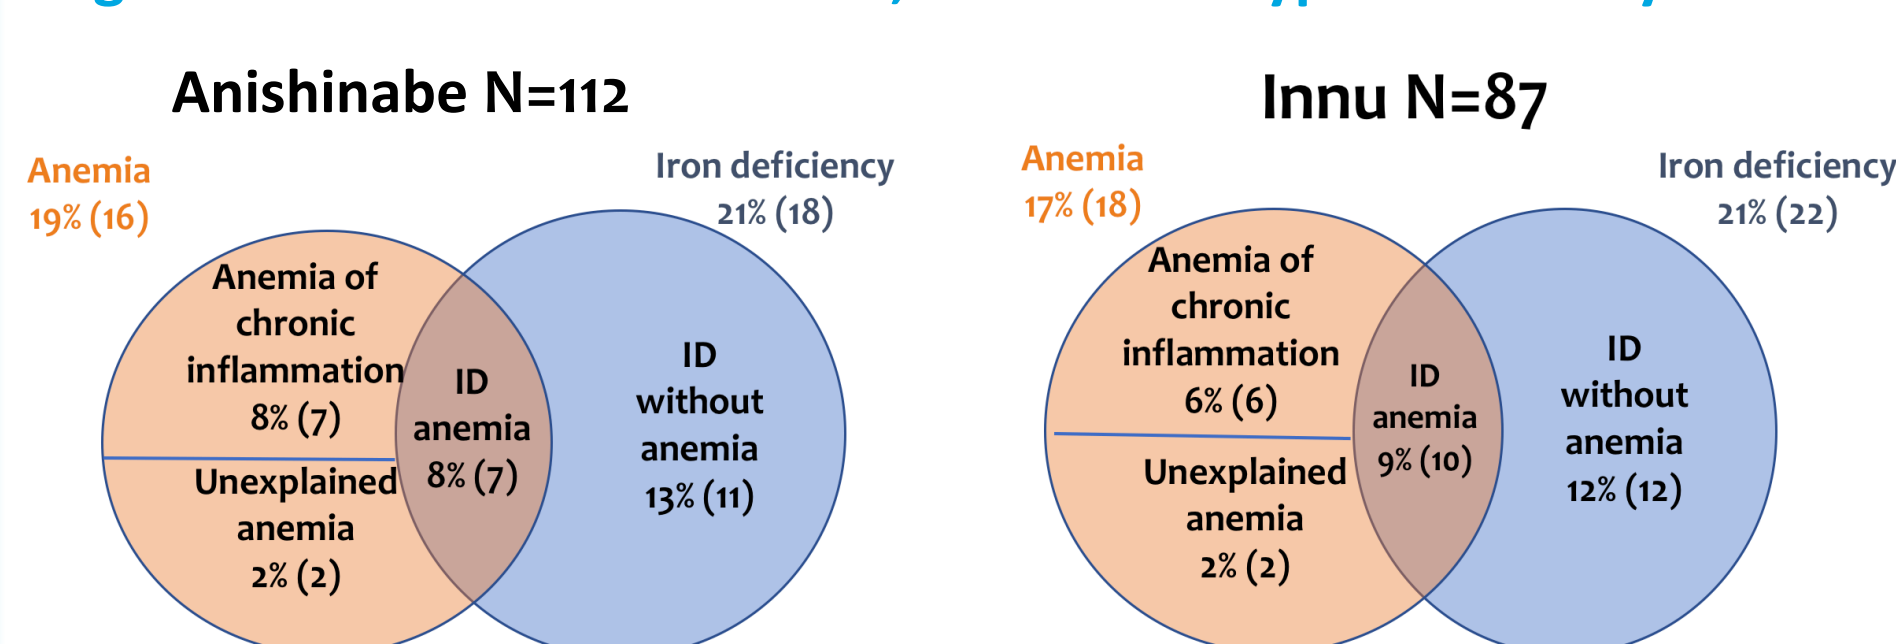 Anishinabe N=112
Innu N=87
Anemia
19% (16)
Iron deficiency
21% (18)
Anemia of
chronic
inflammation
8% (7)
Unexplained
anemia
2% (2)
ID
anemia
8% (7)
ID
without
anemia
13% (11)
Anemia
17% (18)
Iron deficiency
21% (22)
Anemia of
chronic
inflammation
6% (6)
Unexplained
anemia
2% (2)
ID
anemia
9% (10)
ID
without
anemia
12% (12)